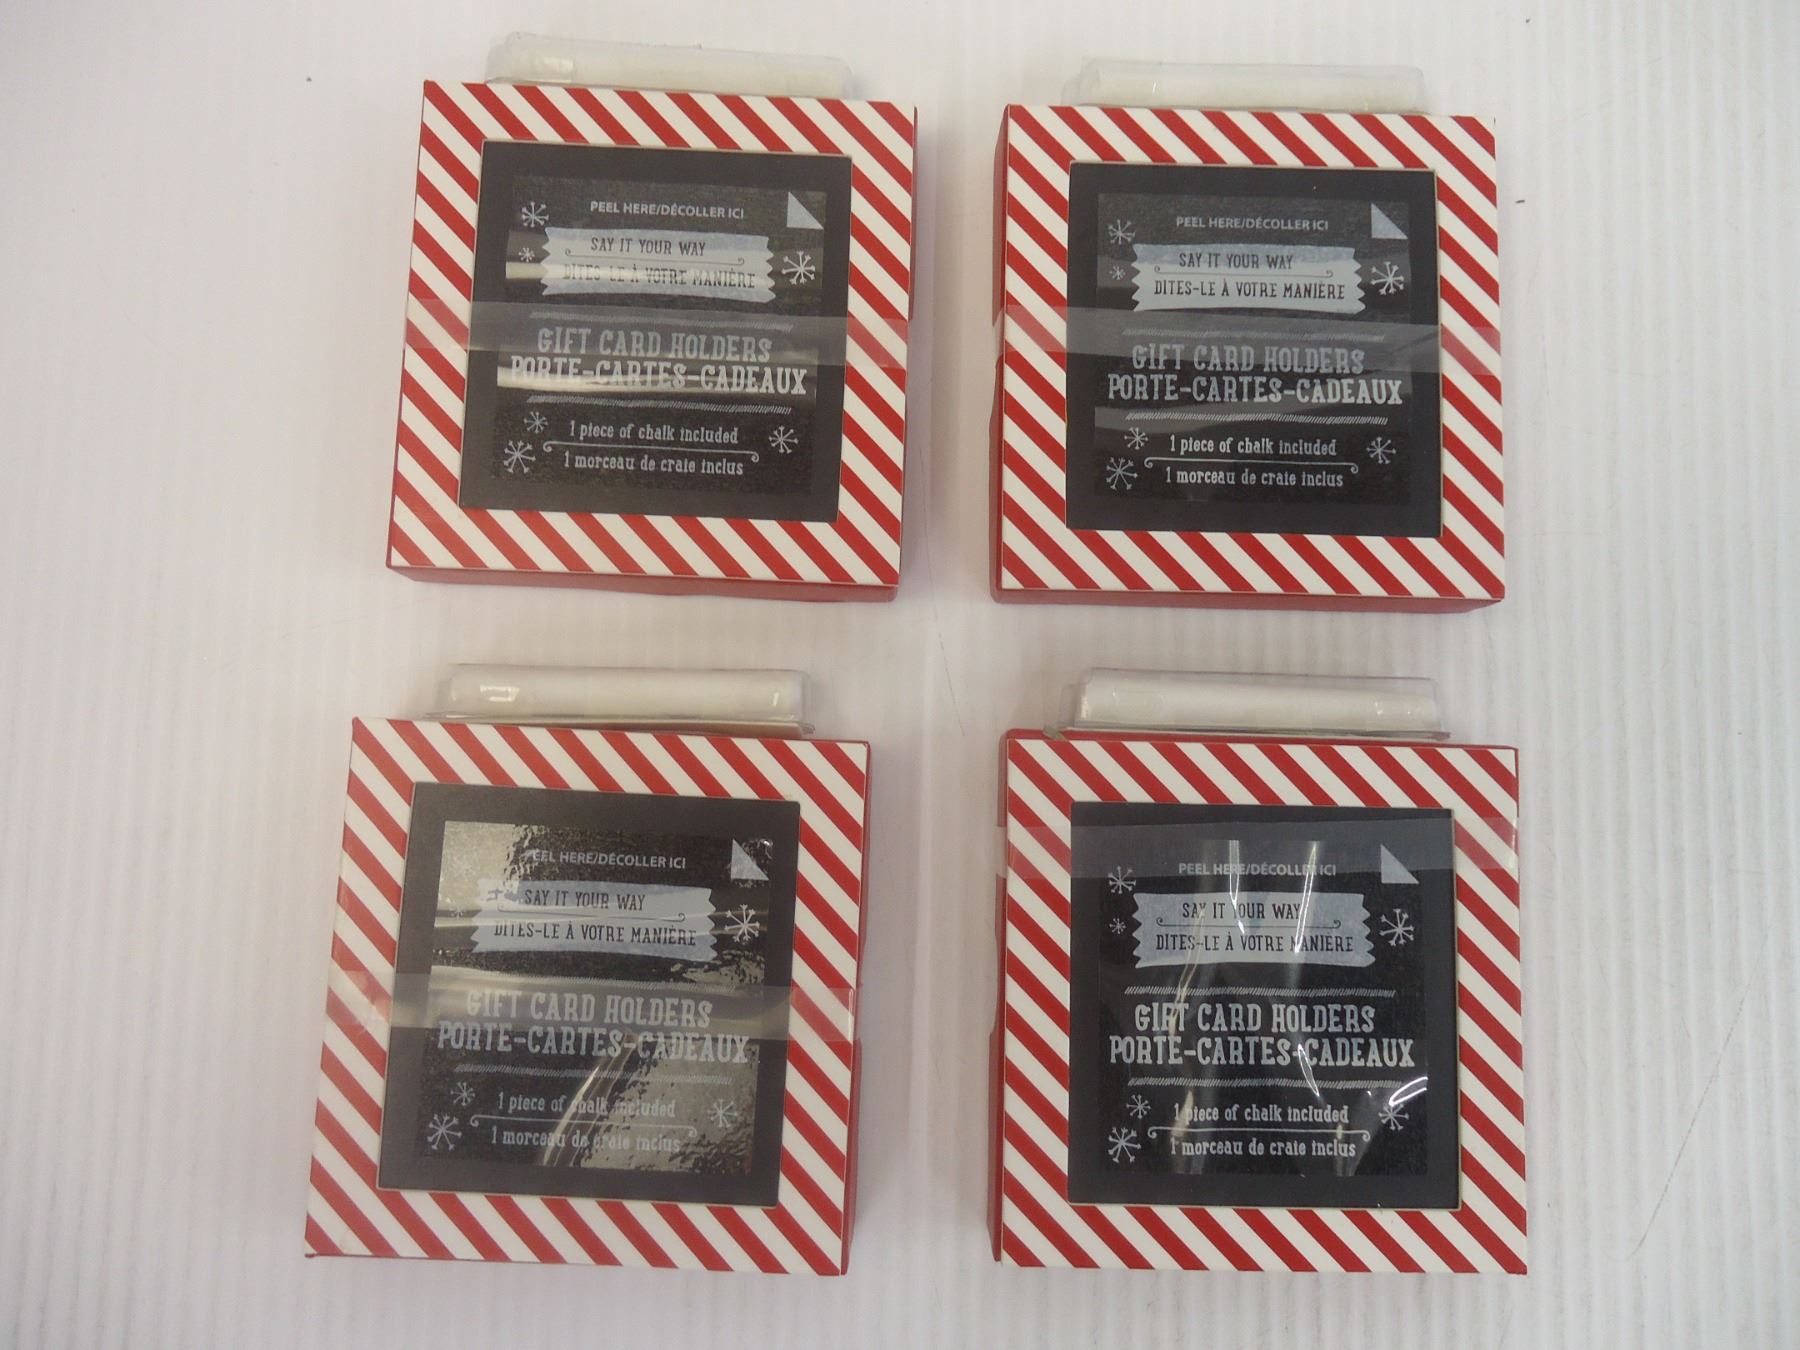 PEEL HERE/DÉCOLLER ICI
SAY IT YOUR WAY
DITES-LE À VOTRE MANIÈRE
GIFT CARD HOLDERS
PORTE-CARTES-CADEAUX
1 piece of chalk included
1 morceau de craie inclus
PEEL HERE/DÉCOLLER ICI
SAY IT YOUR WAY
DITES-LE À VOTRE MANIÈRE
GIFT CARD HOLDERS
PORTE-CARTES-CADEAUX
1 piece of chalk included
1 morceau de craie inclus
PEEL HERE/DÉCOLLER ICI
SAY IT YOUR WAY
DITES-LE À VOTRE MANIÈRE
GIFT CARD HOLDERS
PORTE-CARTES-CADEAUX
1 piece of chalk included
1 morceau de craie inclus
PEEL HERE/DÉCOLLER ICI
SAY IT YOUR WAY
DITES-LE À VOTRE MANIÈRE
GIFT CARD HOLDERS
PORTE-CARTES-CADEAUX
1 piece of chalk included
1 morceau de craie inclus